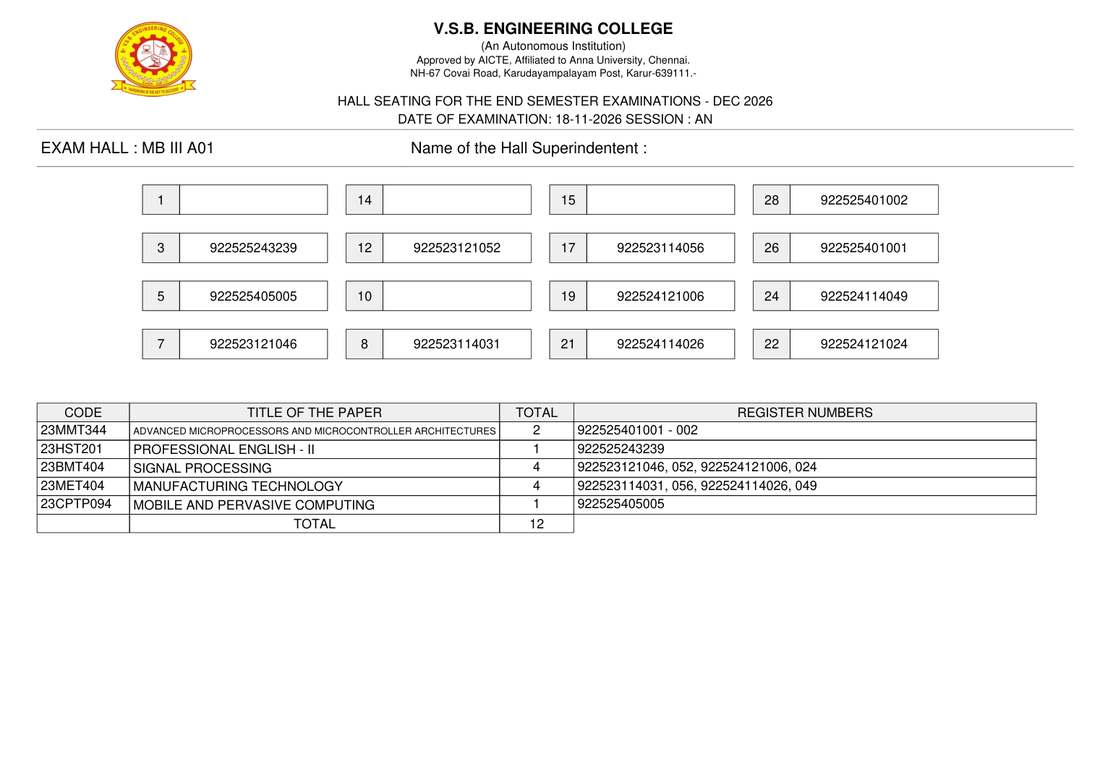 V.S.B. ENGINEERING COLLEGE
(An Autonomous Institution)
Approved by AICTE, Affiliated to Anna University, Chennai.
NH-67 Covai Road, Karudayampalayam Post, Karur-639111.-
HALL SEATING FOR THE END SEMESTER EXAMINATIONS - DEC 2026
DATE OF EXAMINATION: 18-11-2026 SESSION : AN
EXAM HALL : MB III A01 Name of the Hall Superindentent :
1 14 15 28 922525401002
3 922525243239 12 922523121052 17 922523114056 26 922525401001
5 922525405005 10 19 922524121006 24 922524114049
7 922523121046 8 922523114031 21 922524114026 22 922524121024
CODE TITLE OF THE PAPER TOTAL REGISTER NUMBERS
23MMT344 ADVANCED MICROPROCESSORS AND MICROCONTROLLER ARCHITECTURES 2 922525401001 - 002
23HST201 PROFESSIONAL ENGLISH - II 1 922525243239
23BMT404 SIGNAL PROCESSING 4 922523121046, 052, 922524121006, 024
23MET404 MANUFACTURING TECHNOLOGY 4 922523114031, 056, 922524114026, 049
23CPTP094 MOBILE AND PERVASIVE COMPUTING 1 922525405005
TOTAL 12